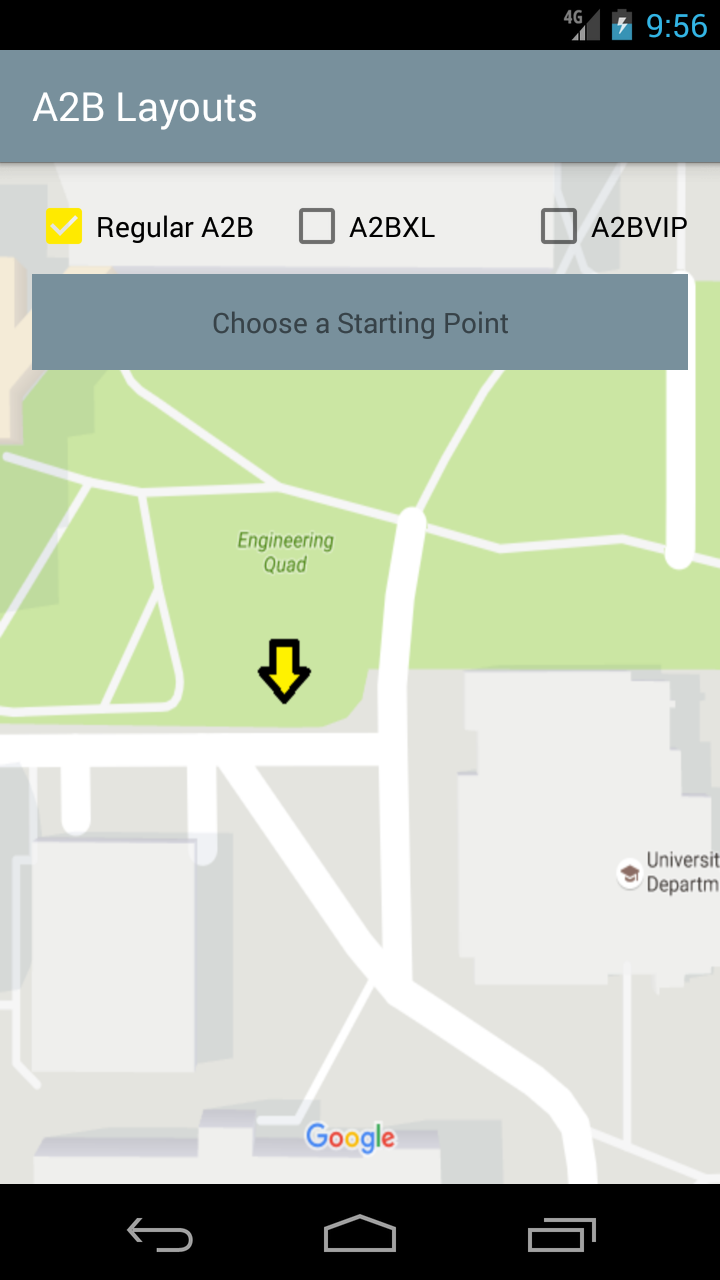 4G 9:56
A2B Layouts
Regular A2B A2BXL A2BVIP
Choose a Starting Point
Engineering
Quad
Universit
Departm
Google